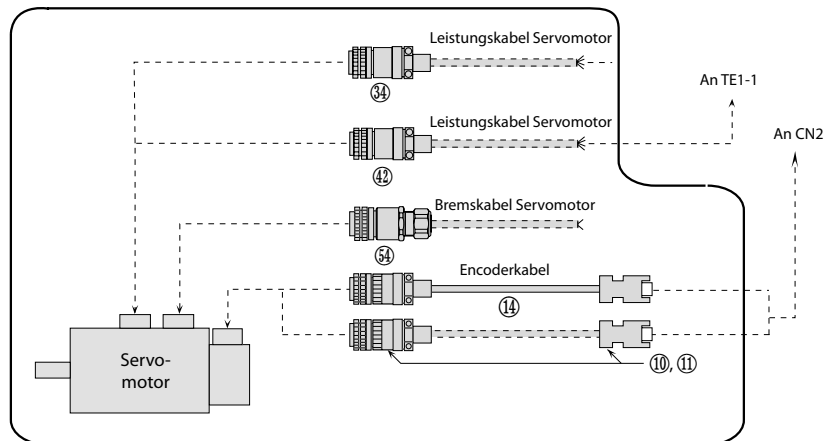 Leistungskabel Servomotor
㉞
An TE1-1
Leistungskabel Servomotor
㊷
An CN2
Bremskabel Servomotor
54
Encoderkabel
⑭
Servo-
motor
⑩, ⑪